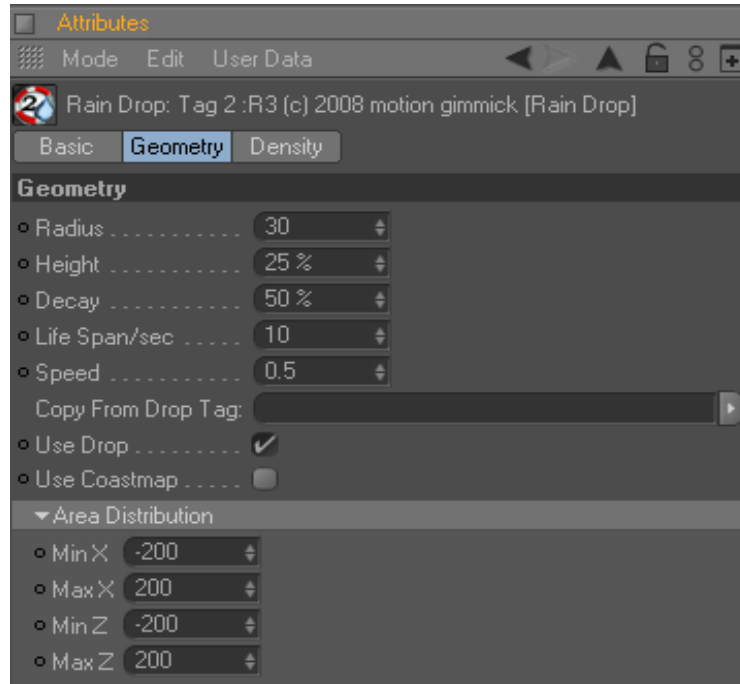 Attributes
Mode Edit User Data
2 Rain Drop: Tag 2 :R3 (c) 2008 motion gimmick [Rain Drop]
Basic Geometry Density
Geometry
Radius . . . . . . . . . . . 30
Height . . . . . . . . . . . 25 %
Decay . . . . . . . . . . . 50 %
Life Span/sec . . . . . 10
Speed . . . . . . . . . . . 0.5
Copy From Drop Tag:
Use Drop . . . . . . . . .
Use Coastmap . . . . .
Area Distribution
Min X -200
Max X 200
Min Z -200
Max Z 200